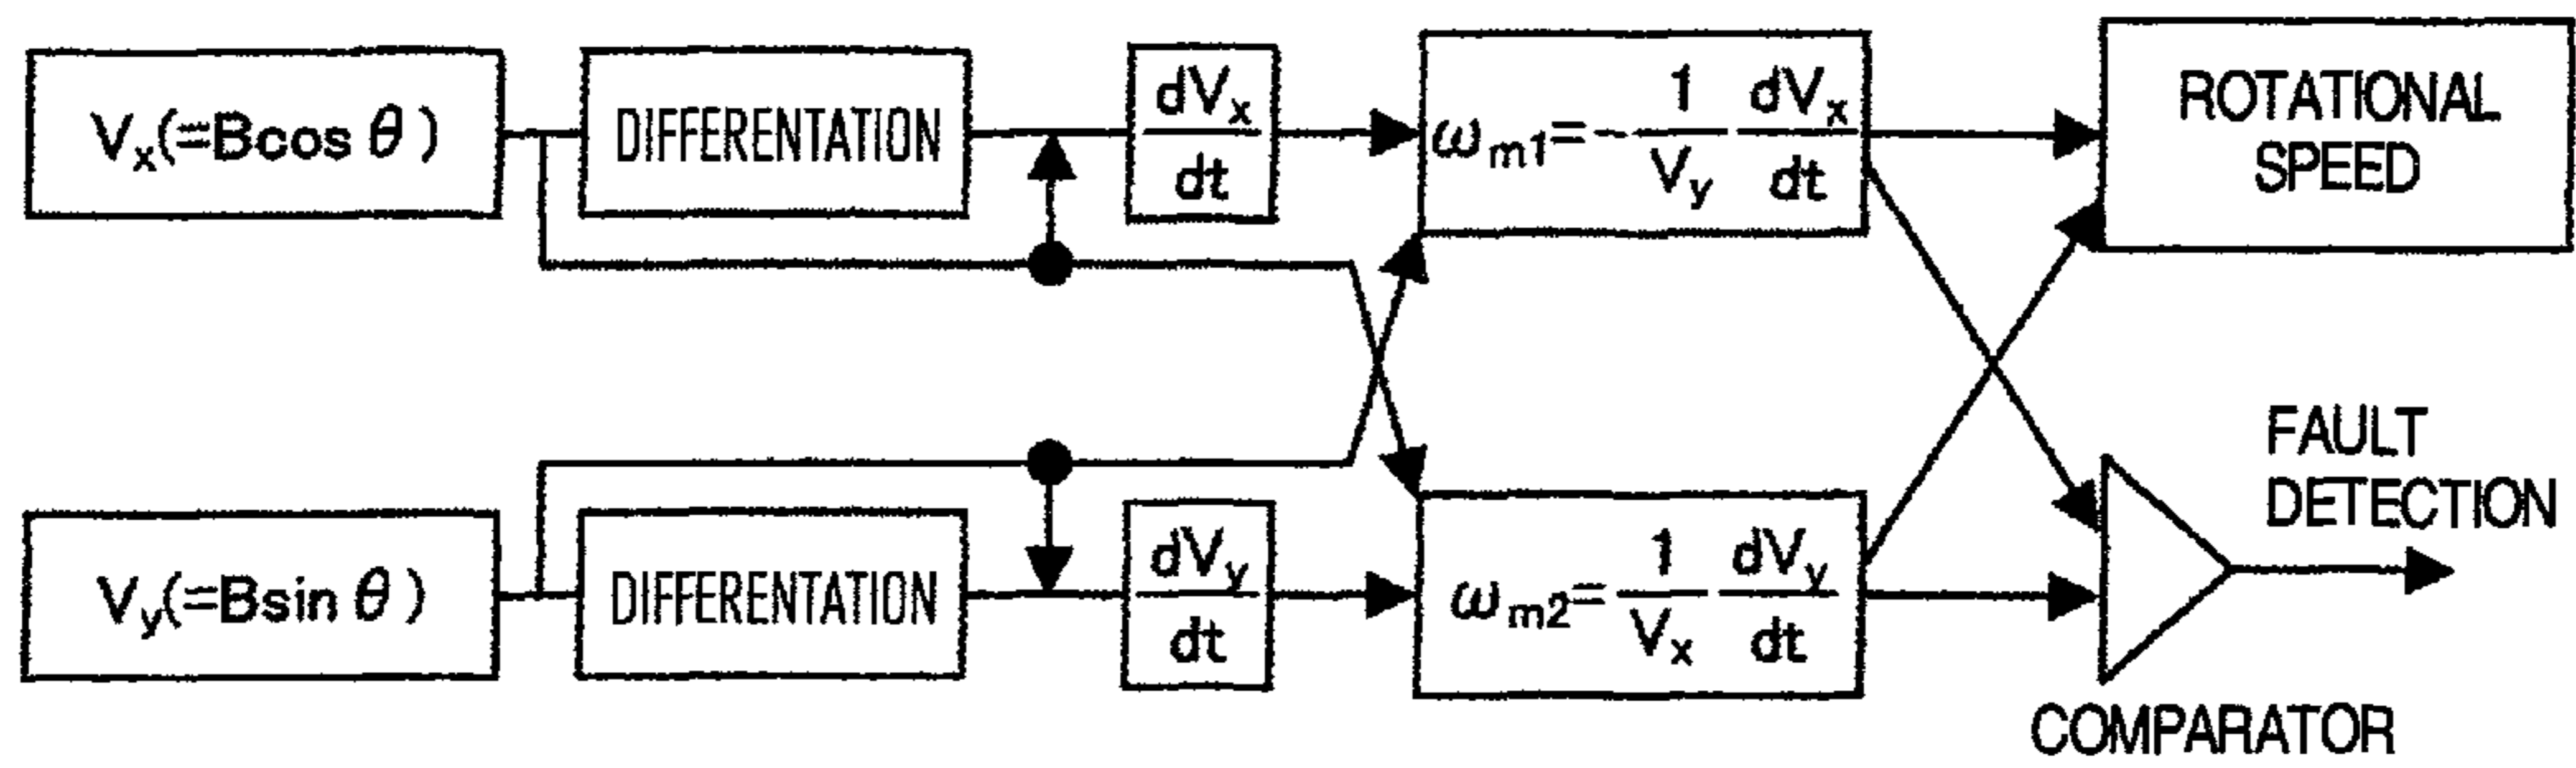 Vx(=Bcos θ)
DIFFERENTATION
dVx
dt
ωm1=-1/Vy dVx/dt
ROTATIONAL
SPEED
Vy(=Bsin θ)
DIFFERENTATION
dVy
dt
ωm2=1/Vx dVy/dt
FAULT
DETECTION
COMPARATOR